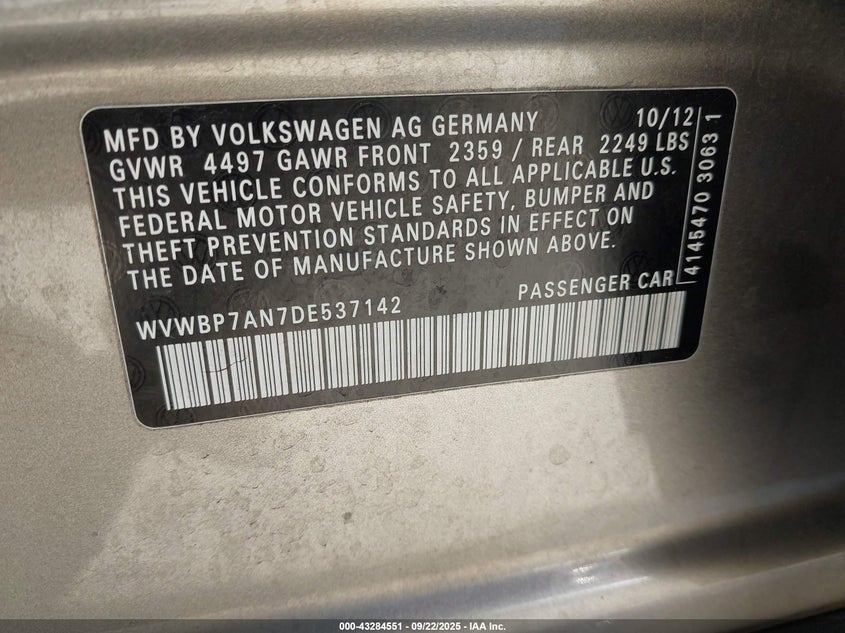 MFD BY VOLKSWAGEN AG GERMANY 10/12
GVWR 4497 GAWR FRONT 2359 / REAR 2249 LBS
THIS VEHICLE CONFORMS TO ALL APPLICABLE U.S.
FEDERAL MOTOR VEHICLE SAFETY, BUMPER AND
THEFT PREVENTION STANDARDS IN EFFECT ON
THE DATE OF MANUFACTURE SHOWN ABOVE.
WVWBP7AN7DE537142 PASSENGER CAR
4145470 3063 1
000-43284551 - 09/22/2025 - IAA Inc.